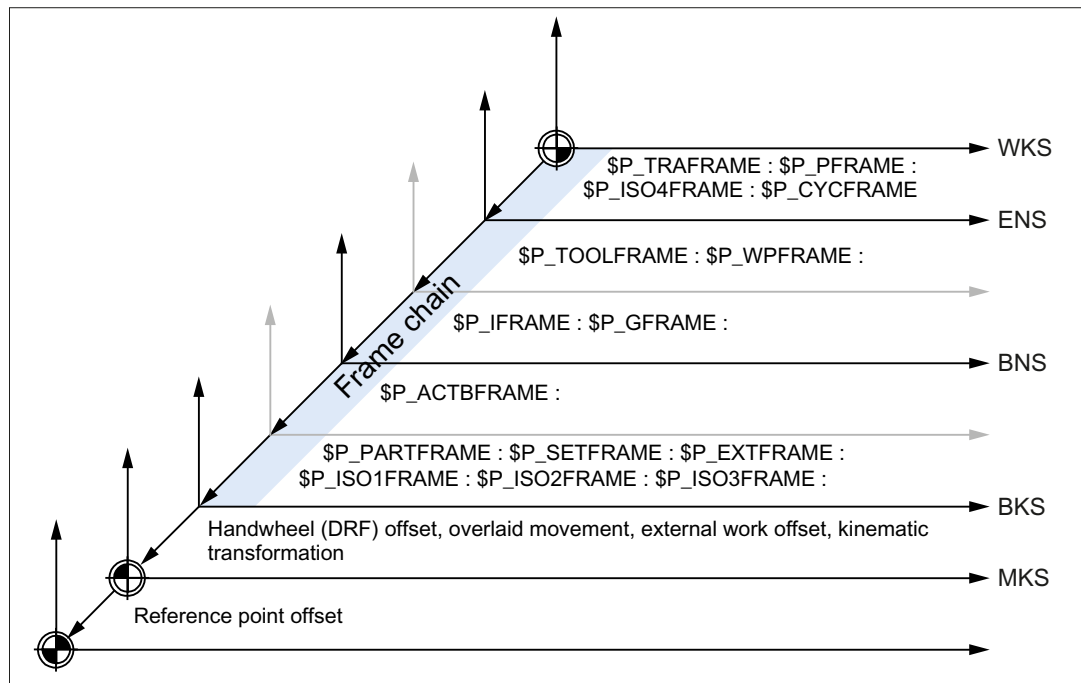 WKS
$P_TRAFRAME : $P_PFRAME :
$P_ISO4FRAME : $P_CYCFRAME
ENS
$P_TOOLFRAME : $P_WPFRAME :
Frame chain
$P_IFRAME : $P_GFRAME :
BNS
$P_ACTBFRAME :
$P_PARTFRAME : $P_SETFRAME : $P_EXTFRAME :
$P_ISO1FRAME : $P_ISO2FRAME : $P_ISO3FRAME :
BKS
Handwheel (DRF) offset, overlaid movement, external work offset, kinematic
transformation
MKS
Reference point offset